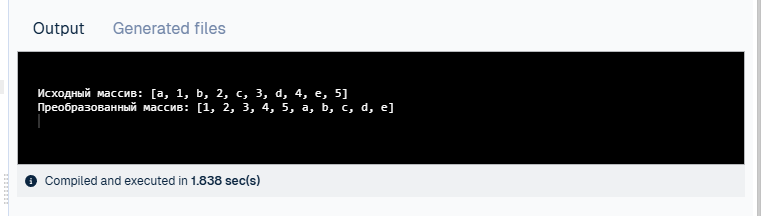 Output Generated files
Исходный массив: [a, 1, b, 2, c, 3, d, 4, e, 5]
Преобразованный массив: [1, 2, 3, 4, 5, a, b, c, d, e]
Compiled and executed in 1.838 sec(s)